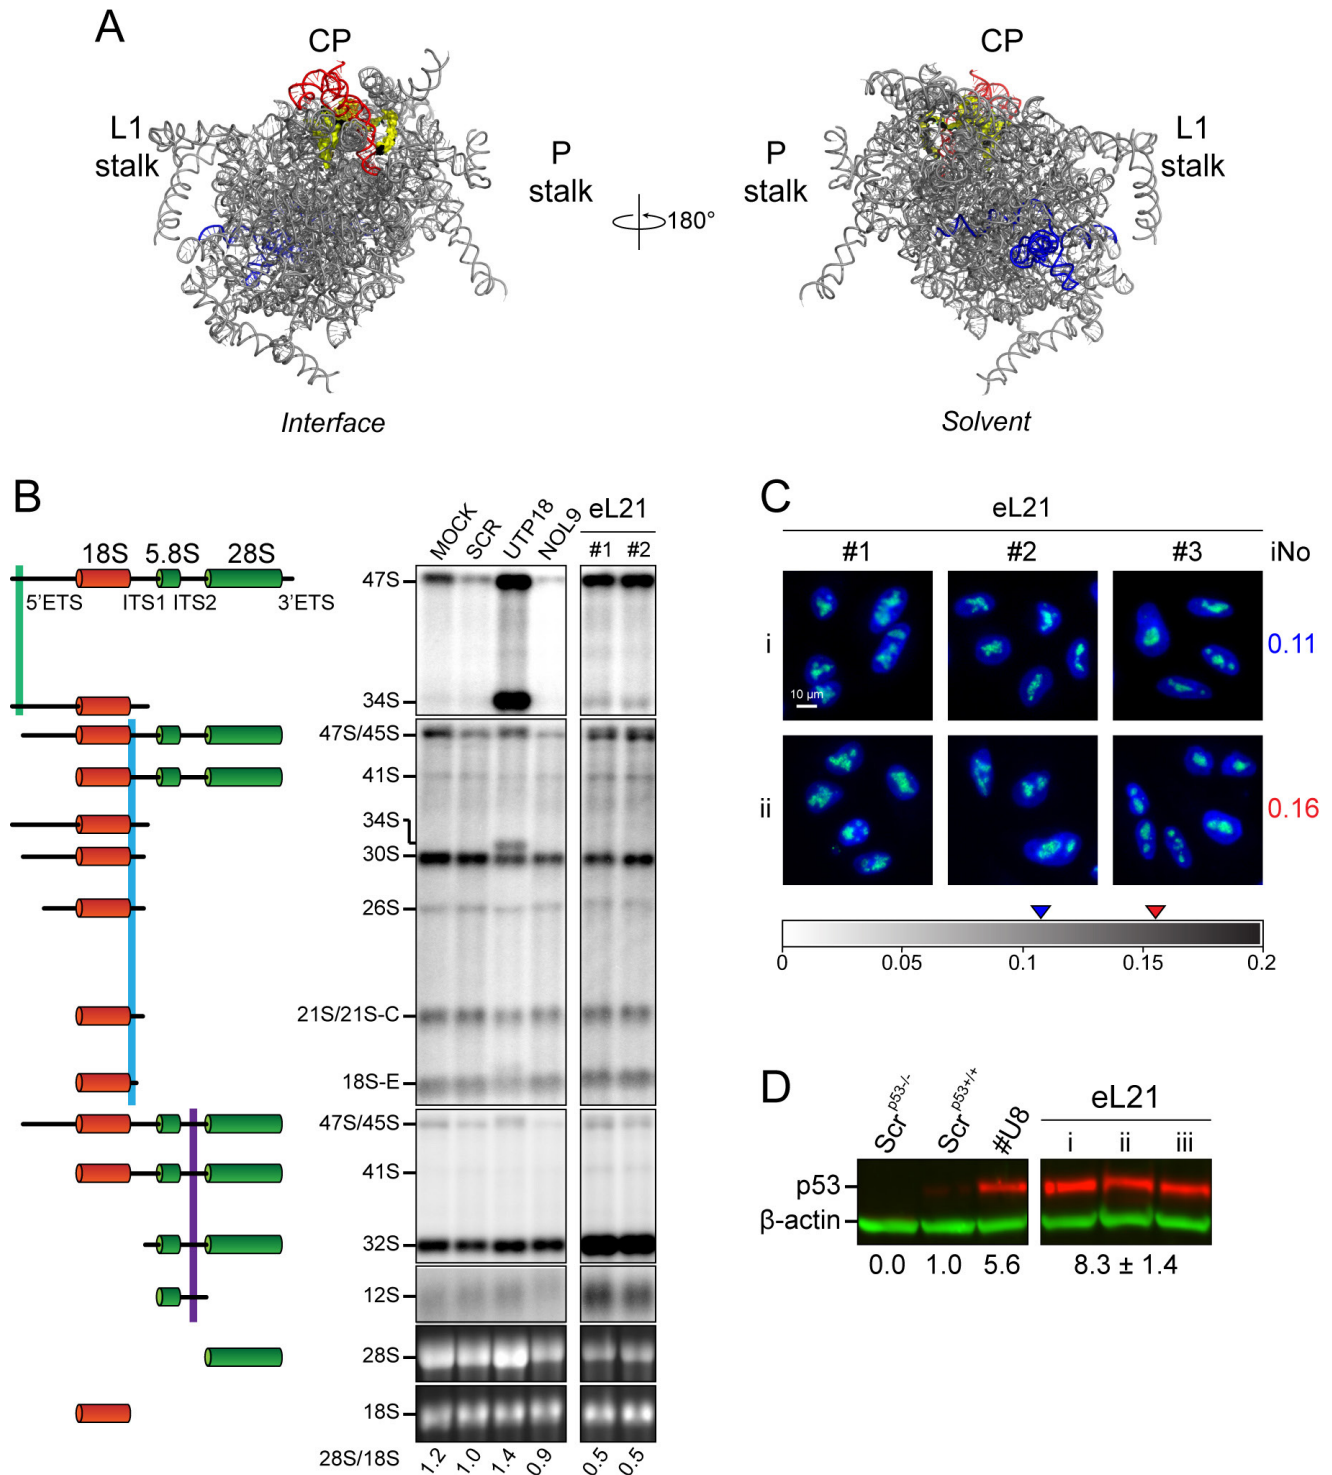 A
CP
L1
stalk
P
stalk
180°
CP
P
stalk
L1
stalk
Interface
Solvent
B
MOCK
SCR
UTP18
NOL9
eL21
#1 #2
18S 5.8S 28S
5'ETS ITS1 ITS2 3'ETS
47S
34S
47S/45S
41S
34S
30S
26S
21S/21S-C
18S-E
47S/45S
41S
32S
12S
28S
18S
28S/18S 1.2 1.0 1.4 0.9 0.5 0.5
C
eL21
#1 #2 #3 iNo
i 0.11
10 µm
ii 0.16
0 0.05 0.1 0.15 0.2
D
Scr p53-/-
Scr p53+/+
#U8
eL21
i ii iii
p53
β-actin
0.0 1.0 5.6 8.3 ± 1.4